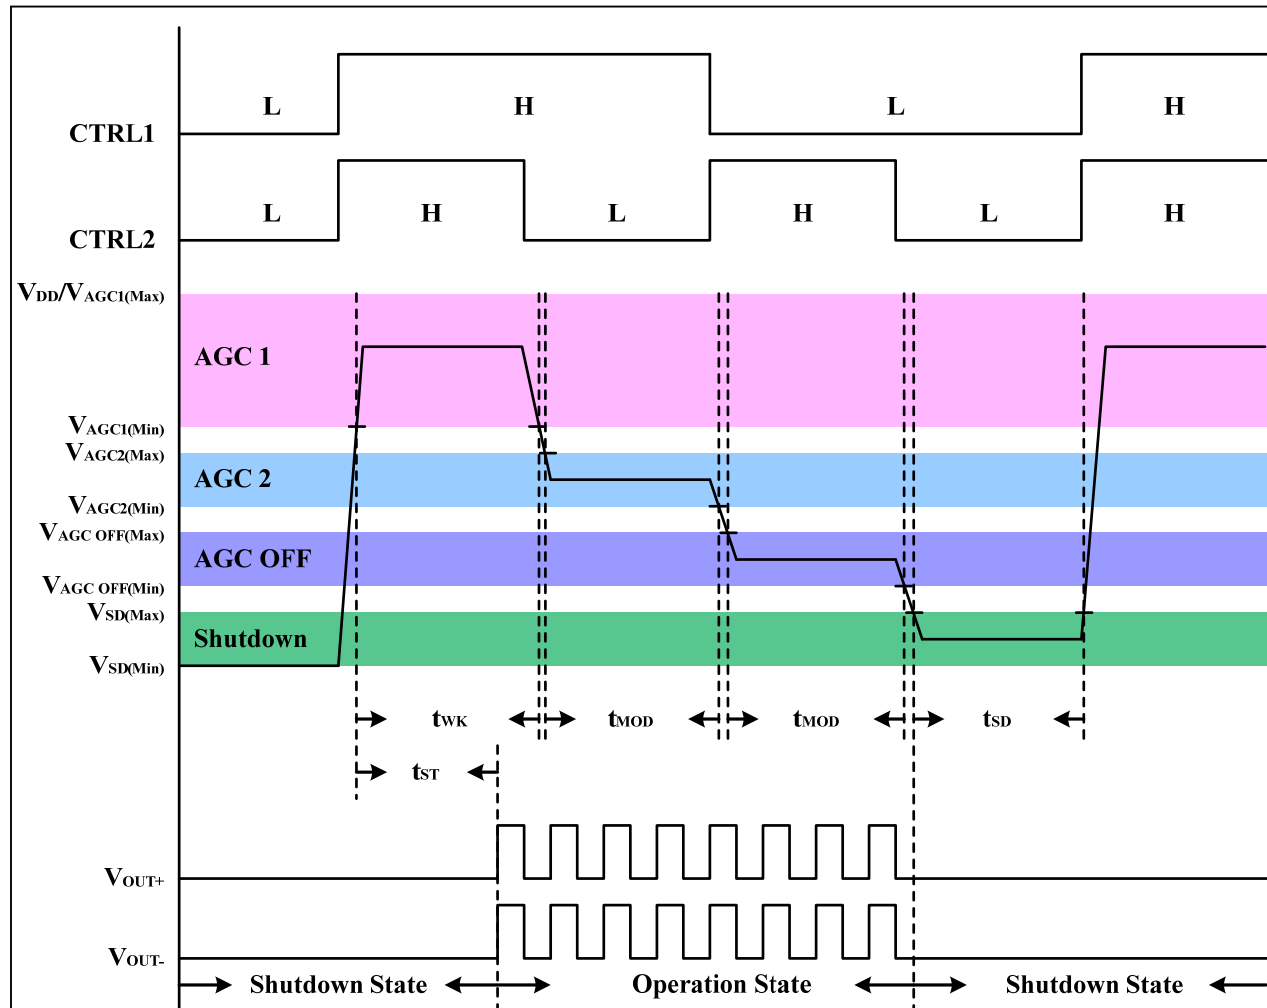 L H L H
CTRL1
L H L H L H
CTRL2
VDD/VAGC1(Max)
AGC 1
VAGC1(Min)
VAGC2(Max)
AGC 2
VAGC2(Min)
VAGC OFF(Max)
AGC OFF
VAGC OFF(Min)
VSD(Max)
Shutdown
VSD(Min)
tWK tMOD tMOD tSD
tST
VOUT+
VOUT-
Shutdown State Operation State Shutdown State